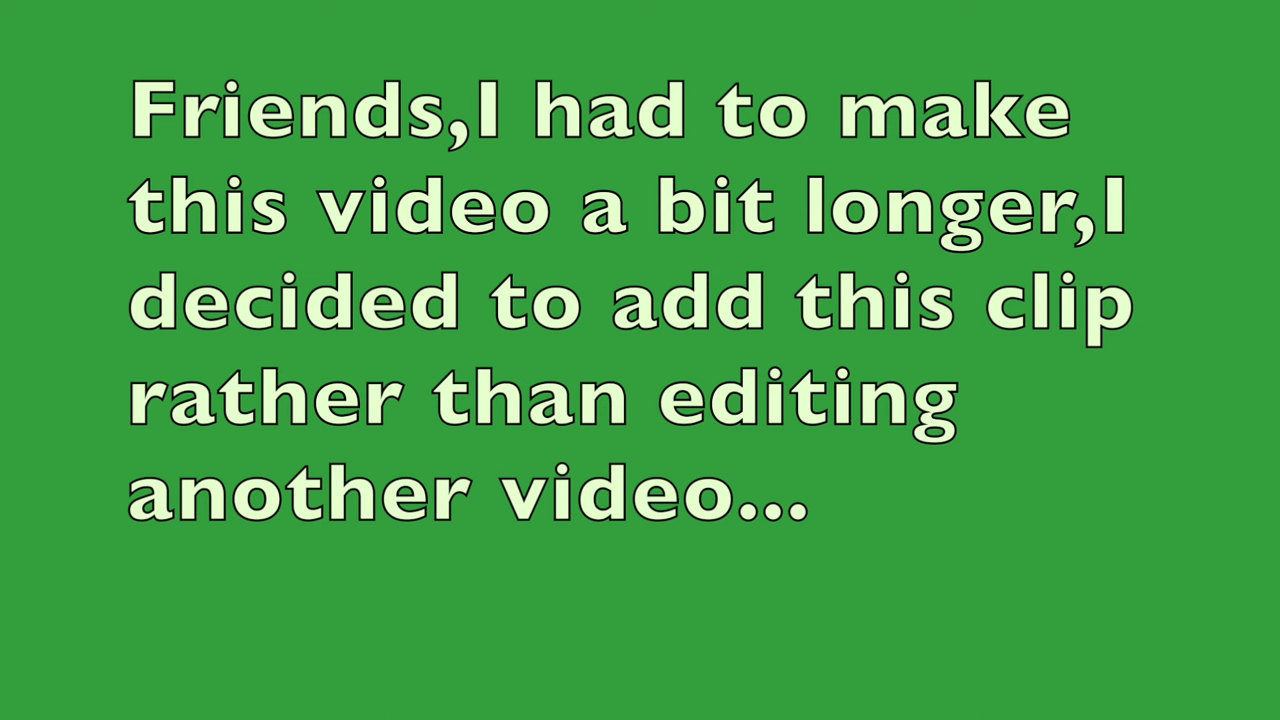 Friends,I had to make
this video a bit longer,I
decided to add this clip
rather than editing
another video...